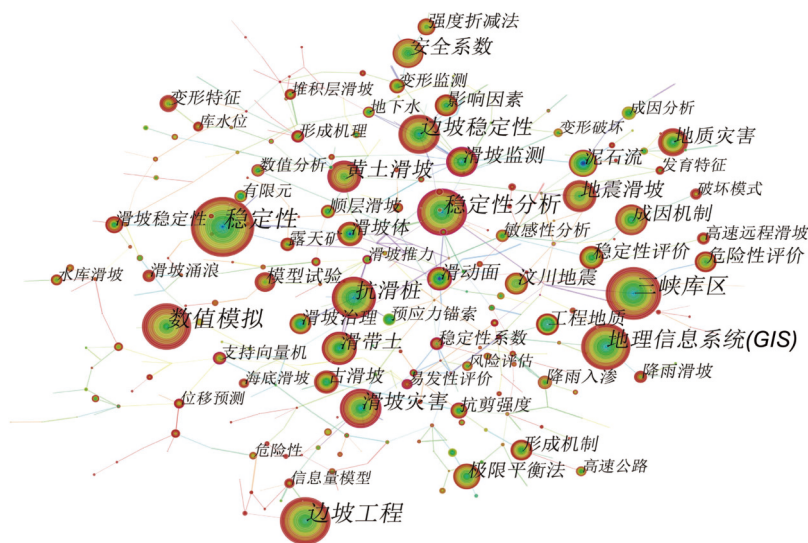 强度折减法
安全系数
变形监测
堆积层滑坡
变形特征
影响因素
地下水
成因分析
库水位
边坡稳定性
变形破坏
形成机理
地质灾害
滑坡监测
泥石流
数值分析
黄土滑坡
发育特征
有限元
地震滑坡
破坏模式
稳定性分析
顺层滑坡
滑坡稳定性
稳定性
成因机制
滑坡体
敏感性分析
高速远程滑坡
露天矿
滑坡推力
稳定性评价
危险性评价
水库滑坡
滑坡涌浪
模型试验
滑动面
汶川地震
三峡库区
抗滑桩
数值模拟
滑坡治理
预应力锚索
工程地质
稳定性系数
地理信息系统(GIS)
滑带土
支持向量机
风险评估
海底滑坡
古滑坡
易发性评价
降雨入渗
降雨滑坡
位移预测
滑坡灾害
抗剪强度
危险性
形成机制
极限平衡法
高速公路
信息量模型
边坡工程